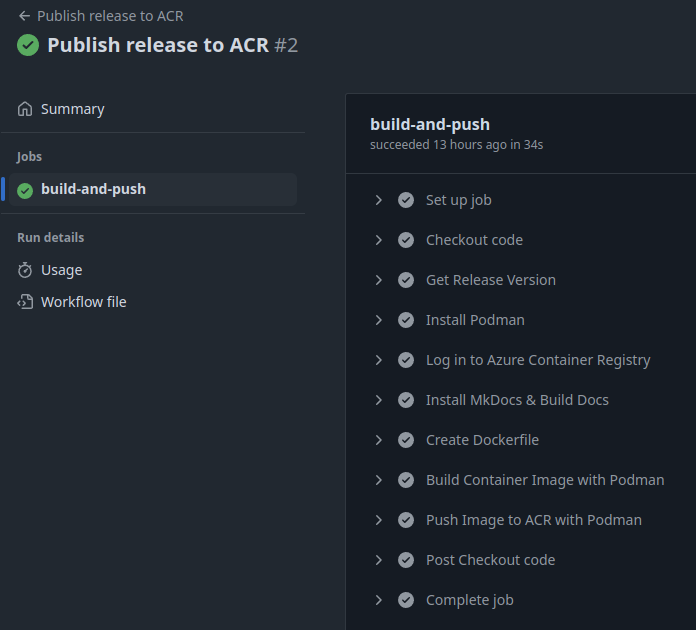 Publish release to ACR
Publish release to ACR #2
Summary
Jobs
build-and-push
Run details
Usage
Workflow file
build-and-push
succeeded 13 hours ago in 34s
Set up job
Checkout code
Get Release Version
Install Podman
Log in to Azure Container Registry
Install MkDocs & Build Docs
Create Dockerfile
Build Container Image with Podman
Push Image to ACR with Podman
Post Checkout code
Complete job